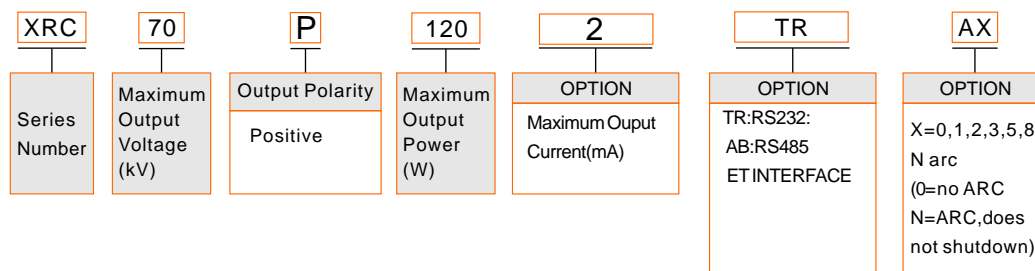 XRC 70 P 120 2 TR AX
Series
Number
Maximum
Output
Voltage
(kV)
Output Polarity
Positive
Maximum
Output
Power
(W)
OPTION
Maximum Ouput
Current(mA)
OPTION
TR:RS232:
AB:RS485
ET INTERFACE
OPTION
X=0,1,2,3,5,8
N arc
(0=no ARC
N=ARC,does
not shutdown)